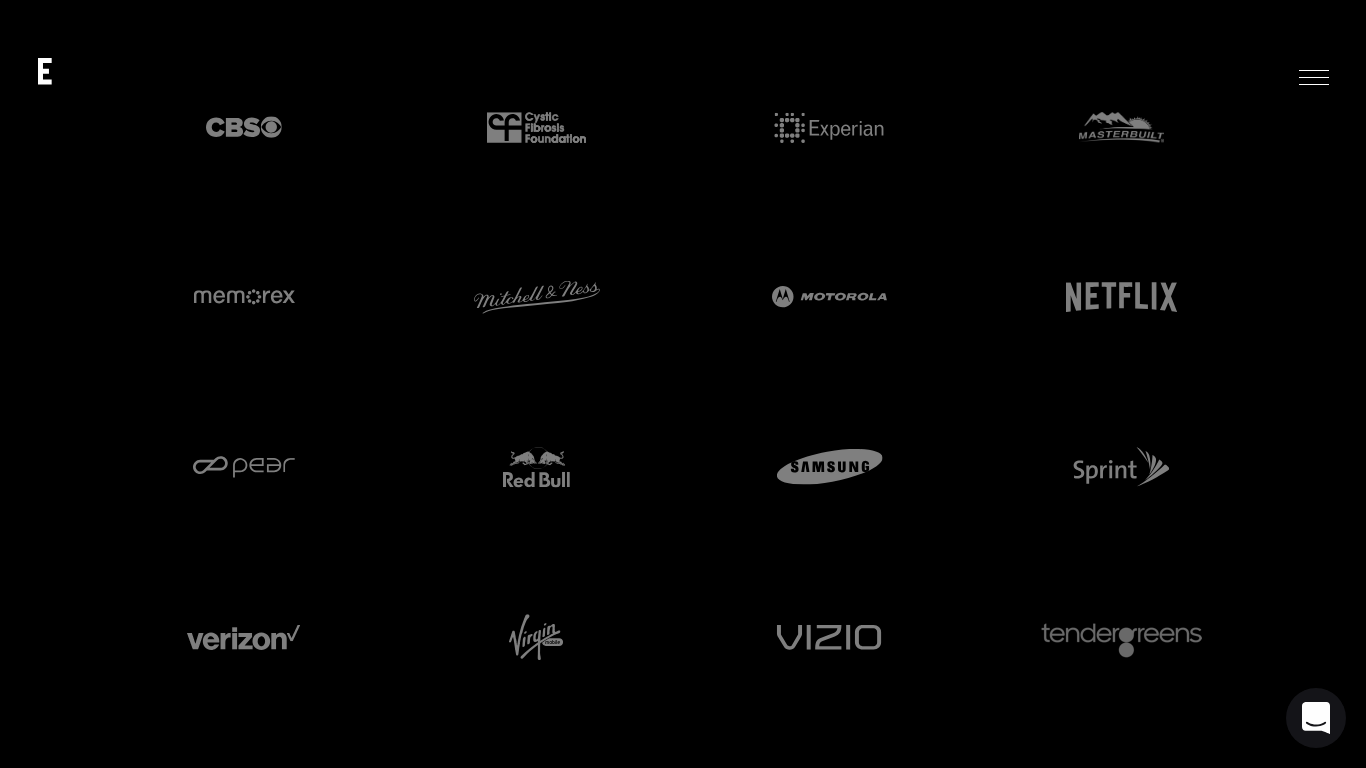 E
CBS
Cystic
Fibrosis
Foundation
Experian
MASTERBUILT
memorex
Mitchell & Ness
MOTOROLA
NETFLIX
pear
Red Bull
SAMSUNG
Sprint
verizon
Virgin
mobile
VIZIO
tendergreens